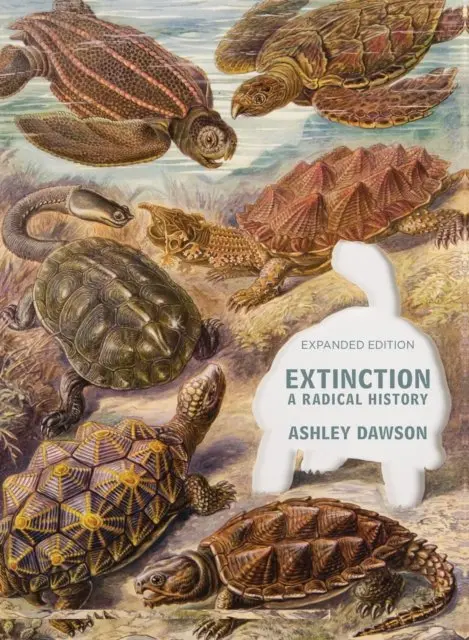 EXPANDED EDITION
EXTINCTION
A RADICAL HISTORY
ASHLEY DAWSON